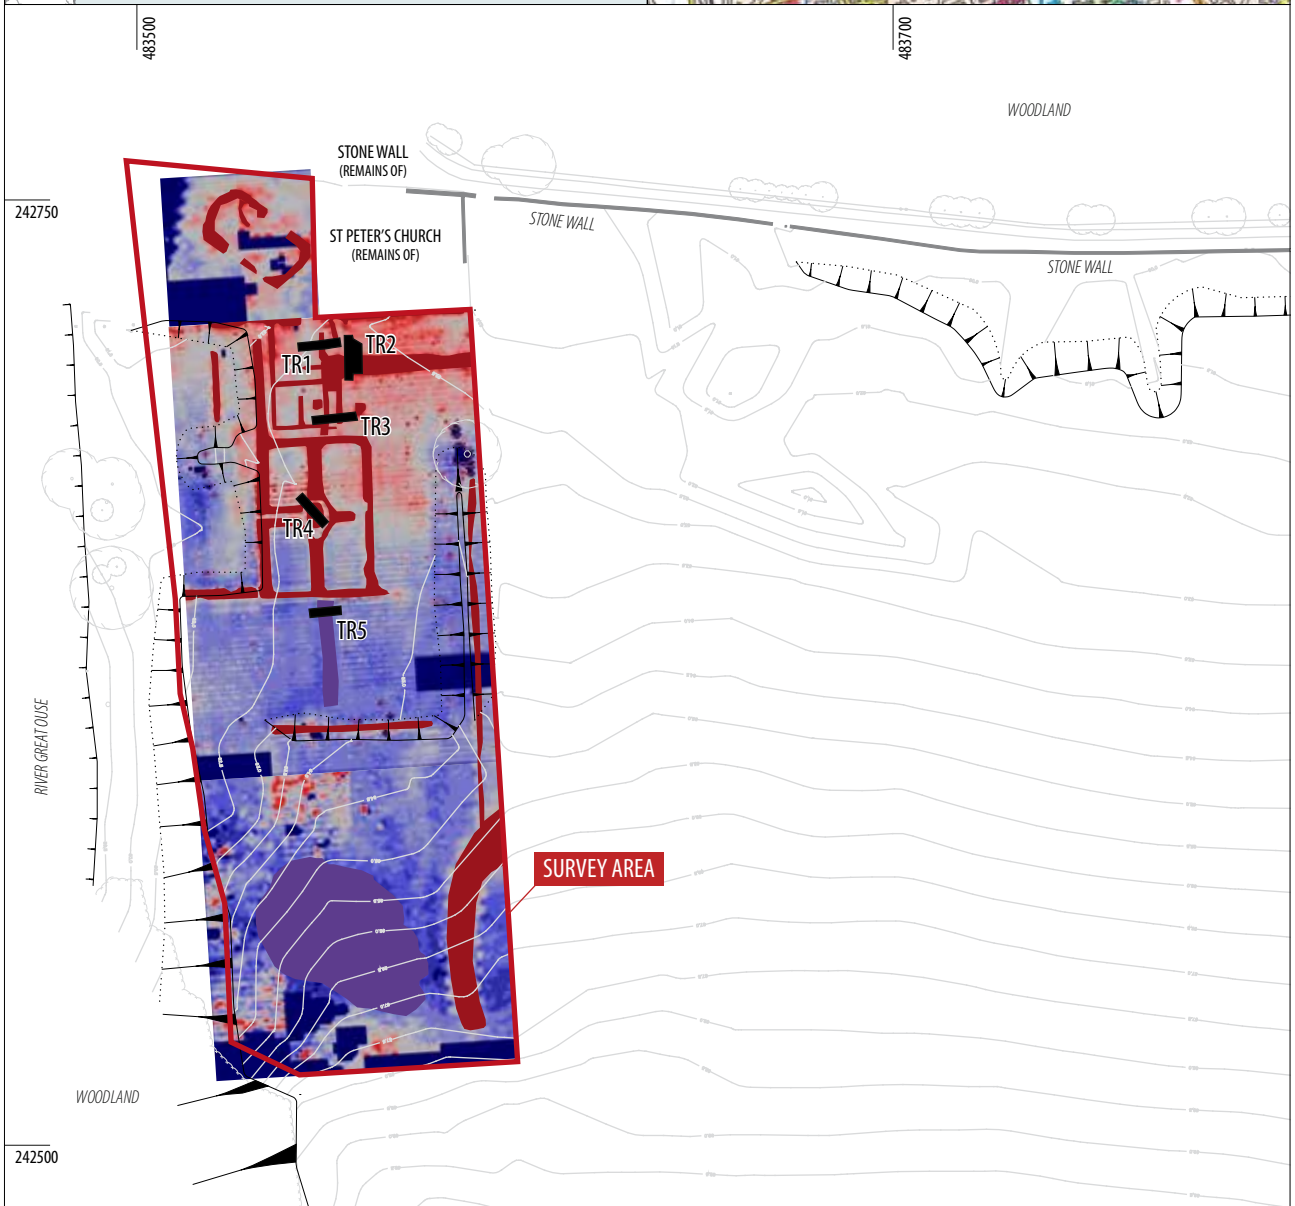 483500
483700
WOODLAND
STONE WALL
(REMAINS OF)
242750
STONE WALL
ST PETER'S CHURCH
(REMAINS OF)
STONE WALL
TR1
TR2
TR3
TR4
TR5
RIVER GREAT OUSE
SURVEY AREA
WOODLAND
242500